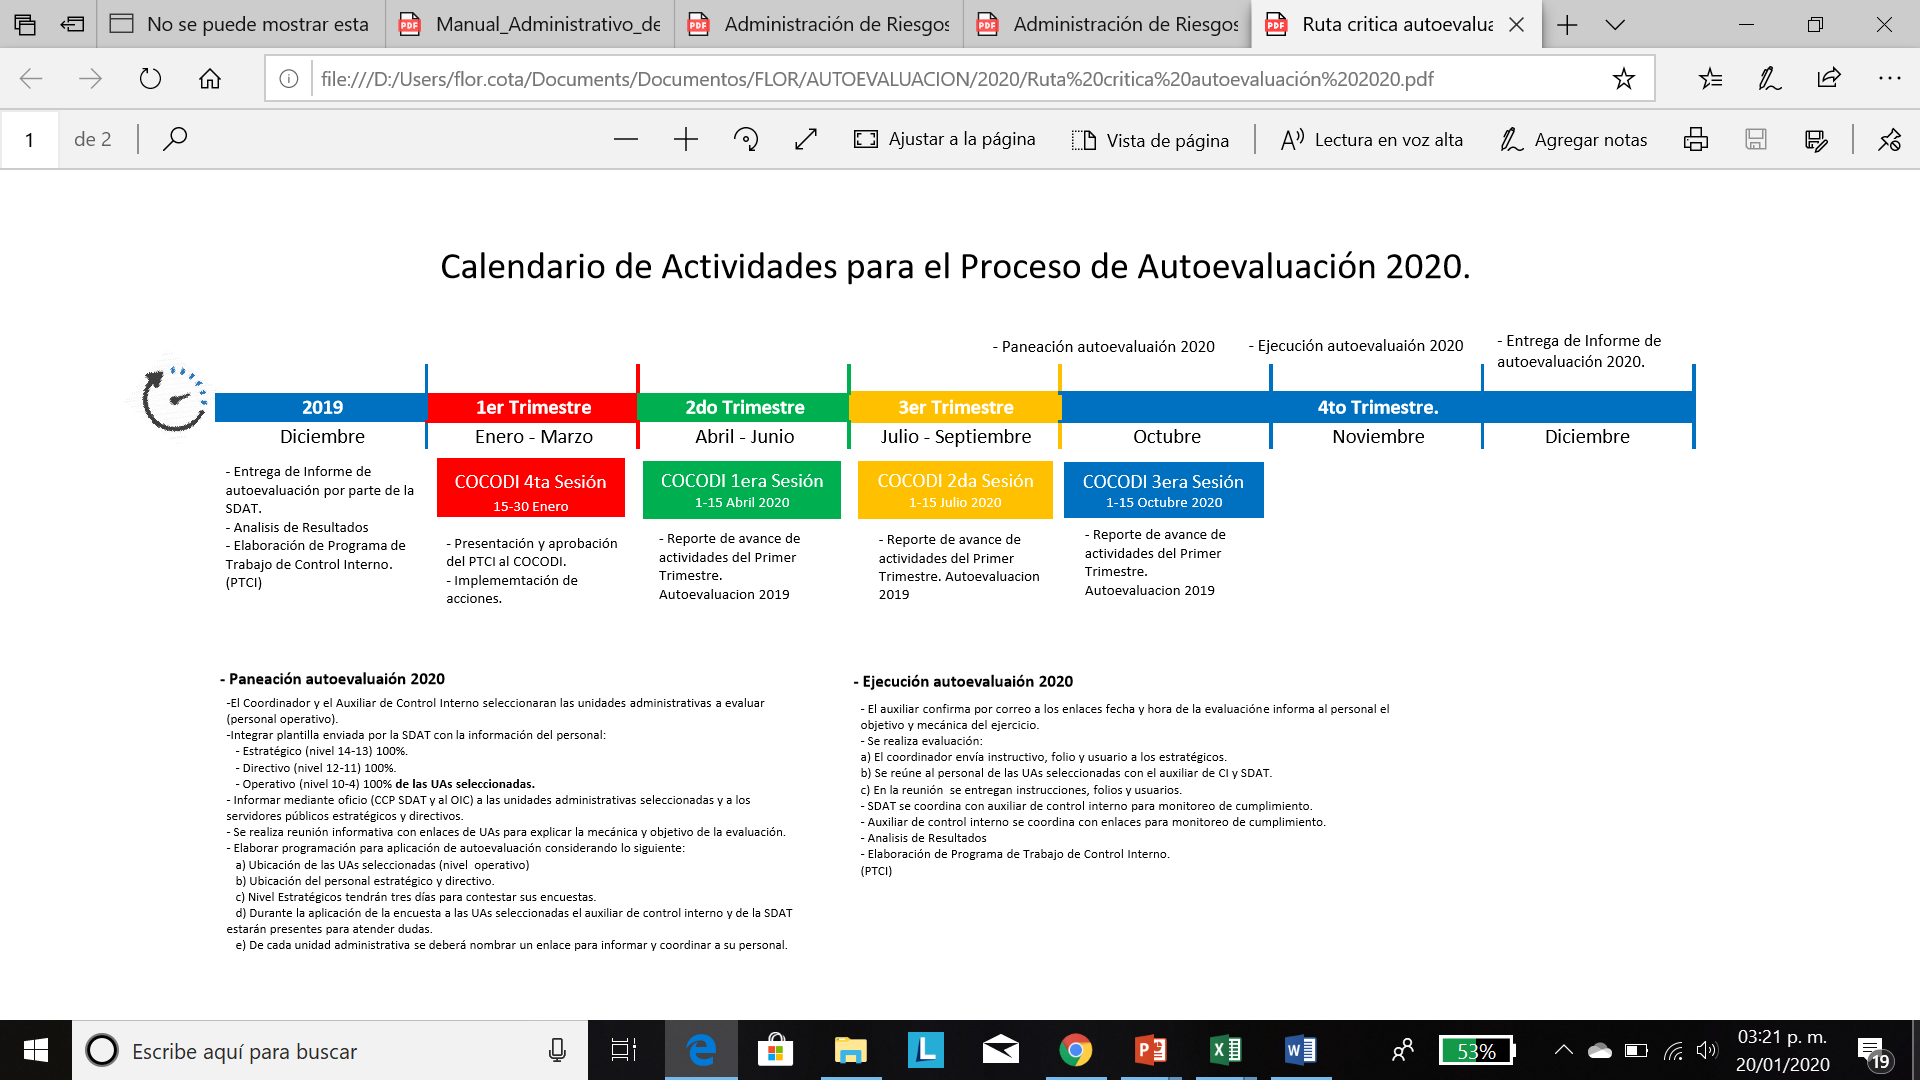 No se puede mostrar esta
Manual_Administrativo_de
Administración de Riesgos
Administración de Riesgos
Ruta critica autoevalua
file:///D:/Users/flor.cota/Documents/Documentos/FLOR/AUTOEVALUACION/2020/Ruta%20critica%20autoevaluación%202020.pdf
1 de 2
Ajustar a la página
Vista de página
Lectura en voz alta
Agregar notas
Calendario de Actividades para el Proceso de Autoevaluación 2020.
- Paneación autoevaluaión 2020
- Ejecución autoevaluaión 2020
- Entrega de Informe de
autoevaluación 2020.
2019
1er Trimestre
2do Trimestre
3er Trimestre
4to Trimestre.
Diciembre
Enero - Marzo
Abril - Junio
Julio - Septiembre
Octubre
Noviembre
Diciembre
- Entrega de Informe de
autoevaluación por parte de la
SDAT.
- Analisis de Resultados
- Elaboración de Programa de
Trabajo de Control Interno.
(PTCI)
COCODI 4ta Sesión
15-30 Enero
- Presentación y aprobación
del PTCI al COCODI.
- Implememtación de
acciones.
COCODI 1era Sesión
1-15 Abril 2020
- Reporte de avance de
actividades del Primer
Trimestre.
Autoevaluacion 2019
COCODI 2da Sesión
1-15 Julio 2020
- Reporte de avance de
actividades del Primer
Trimestre. Autoevaluacion
2019
COCODI 3era Sesión
1-15 Octubre 2020
- Reporte de avance de
actividades del Primer
Trimestre.
Autoevaluacion 2019
- Paneación autoevaluaión 2020
-El Coordinador y el Auxiliar de Control Interno seleccionaran las unidades administrativas a evaluar
(personal operativo).
-Integrar plantilla enviada por la SDAT con la información del personal:
- Estratégico (nivel 14-13) 100%.
- Directivo (nivel 12-11) 100%.
- Operativo (nivel 10-4) 100% de las UAs seleccionadas.
- Informar mediante oficio (CCP SDAT y al OIC) a las unidades administrativas seleccionadas y a los
servidores públicos estratégicos y directivos.
- Se realiza reunión informativa con enlaces de UAs para explicar la mecánica y objetivo de la evaluación.
- Elaborar programación para aplicación de autoevaluación considerando lo siguiente:
a) Ubicación de las UAs seleccionadas (nivel operativo)
b) Ubicación del personal estratégico y directivo.
c) Nivel Estratégicos tendrán tres días para contestar sus encuestas.
d) Durante la aplicación de la encuesta a las UAs seleccionadas el auxiliar de control interno y de la SDAT
estarán presentes para atender dudas.
e) De cada unidad administrativa se deberá nombrar un enlace para informar y coordinar a su personal.
- Ejecución autoevaluaión 2020
- El auxiliar confirma por correo a los enlaces fecha y hora de la evaluacióne informa al personal el
objetivo y mecánica del ejercicio.
- Se realiza evaluación:
a) El coordinador envía instructivo, folio y usuario a los estratégicos.
b) Se reúne al personal de las UAs seleccionadas con el auxiliar de CI y SDAT.
c) En la reunión se entregan instrucciones, folios y usuarios.
- SDAT se coordina con auxiliar de control interno para monitoreo de cumplimiento.
- Auxiliar de control interno se coordina con enlaces para monitoreo de cumplimiento.
- Analisis de Resultados
- Elaboración de Programa de Trabajo de Control Interno.
(PTCI)
Escribe aquí para buscar
53%
03:21 p. m.
20/01/2020
19